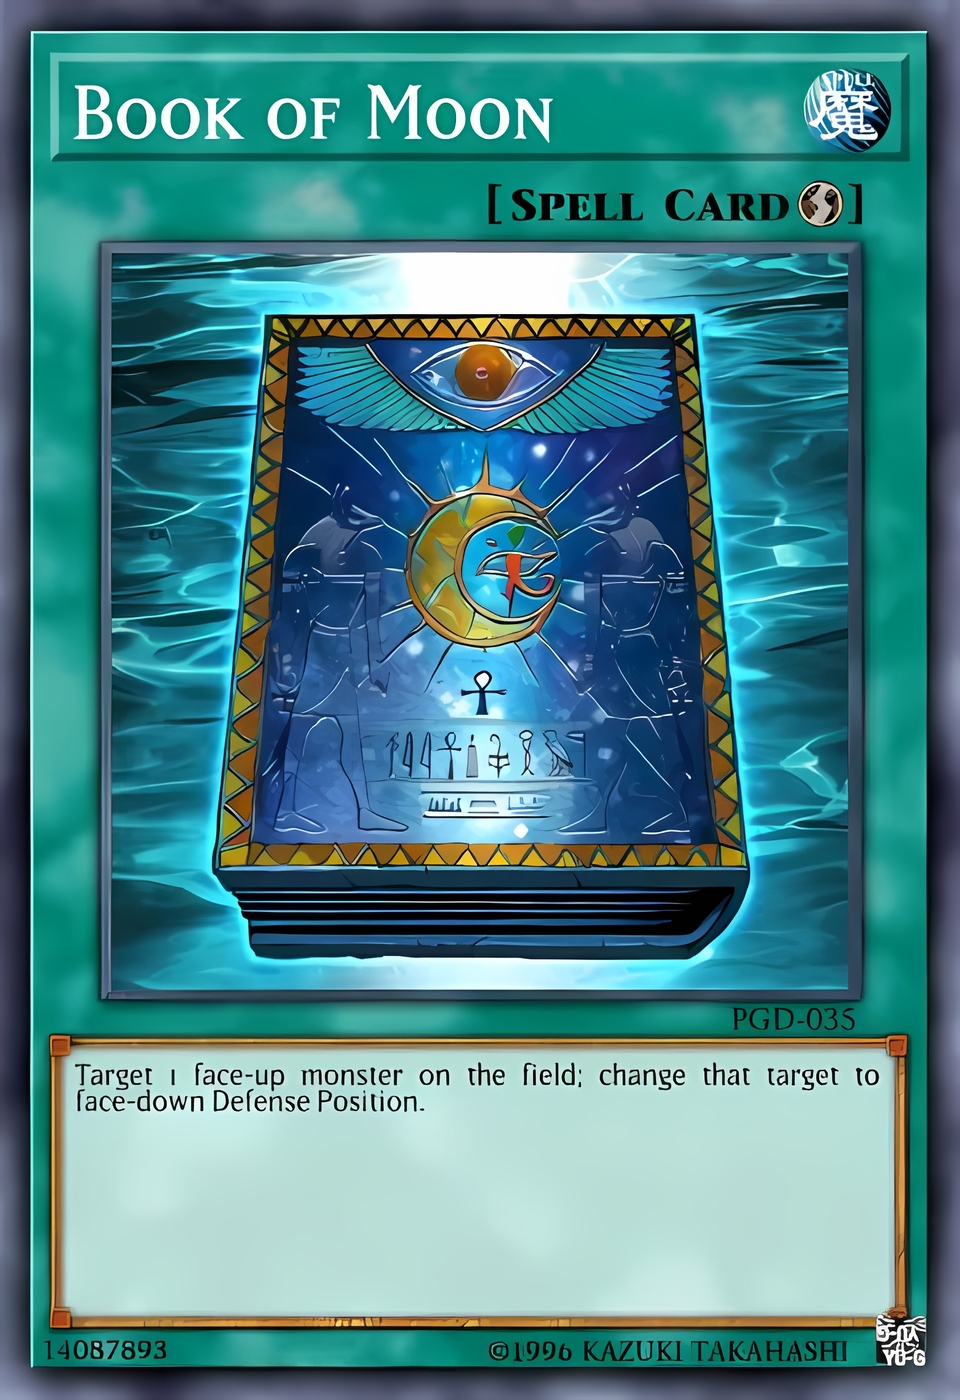 BOOK OF MOON
魔
[SPELL CARD]
PGD-035
Target 1 face-up monster on the field; change that target to
face-down Defense Position.
14087893
©1996 KAZUKI TAKAHASHI